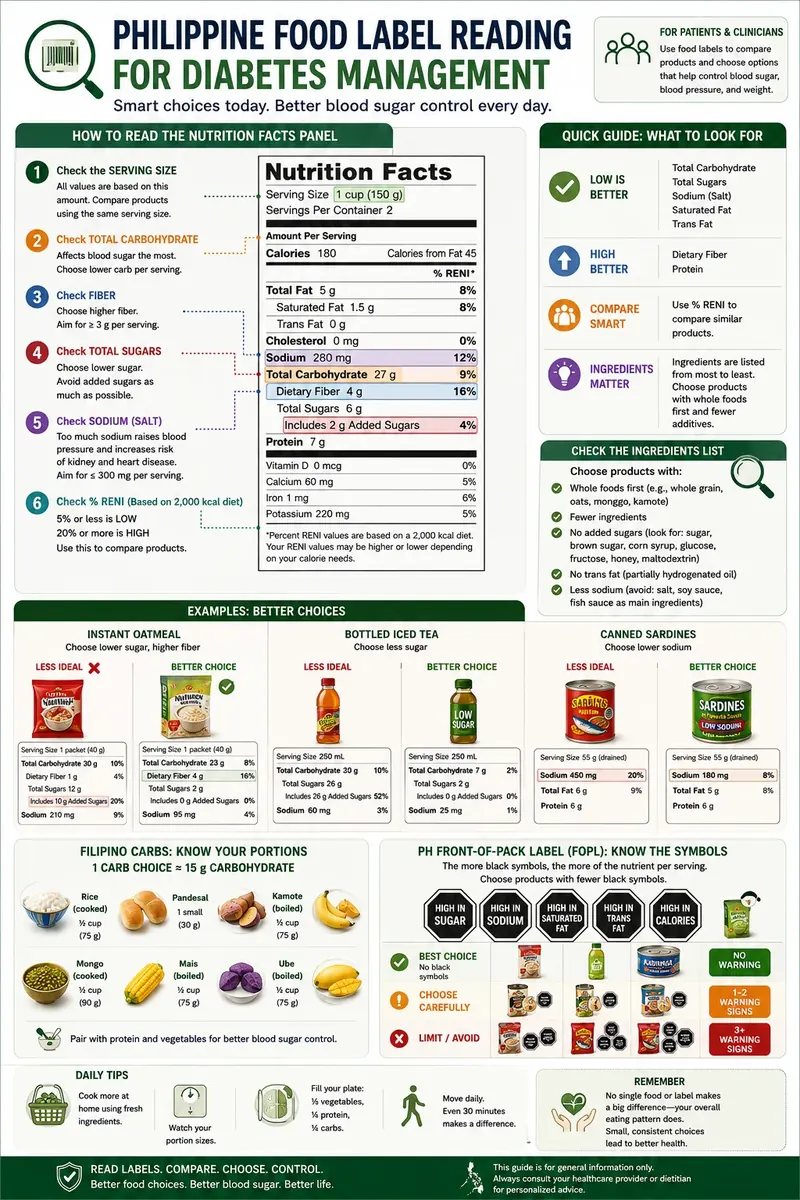 PHILIPPINE FOOD LABEL READING
FOR DIABETES MANAGEMENT
Smart choices today. Better blood sugar control every day.
FOR PATIENTS & CLINICIANS
Use food labels to compare
products and choose options
that help control blood sugar,
blood pressure, and weight.
HOW TO READ THE NUTRITION FACTS PANEL
1
Check the SERVING SIZE
All values are based on this
amount. Compare products
using the same serving size.
2
Check TOTAL CARBOHYDRATE
Affects blood sugar the most.
Choose lower carb per serving.
3
Check FIBER
Choose higher fiber.
Aim for ≥ 3 g per serving.
4
Check TOTAL SUGARS
Choose lower sugar.
Avoid added sugars as
much as possible.
5
Check SODIUM (SALT)
Too much sodium raises blood
pressure and increases risk
of kidney and heart disease.
Aim for ≤ 300 mg per serving.
6
Check % RENI (Based on 2,000 kcal diet)
5% or less is LOW
20% or more is HIGH
Use this to compare products.
Nutrition Facts
Serving Size 1 cup (150 g)
Servings Per Container 2
Amount Per Serving
Calories 180 Calories from Fat 45
% RENI*
Total Fat 5 g 8%
Saturated Fat 1.5 g 8%
Trans Fat 0 g
Cholesterol 0 mg 0%
Sodium 280 mg 12%
Total Carbohydrate 27 g 9%
Dietary Fiber 4 g 16%
Total Sugars 6 g
Includes 2 g Added Sugars 4%
Protein 7 g
Vitamin D 0 mcg 0%
Calcium 60 mg 5%
Iron 1 mg 6%
Potassium 220 mg 5%
*Percent RENI values are based on a 2,000 kcal diet.
Your RENI values may be higher or lower depending
on your calorie needs.
QUICK GUIDE: WHAT TO LOOK FOR
LOW IS
BETTER
Total Carbohydrate
Total Sugars
Sodium (Salt)
Saturated Fat
Trans Fat
HIGH
BETTER
Dietary Fiber
Protein
COMPARE
SMART
Use % RENI to
compare similar
products.
INGREDIENTS
MATTER
Ingredients are listed
from most to least.
Choose products
with whole foods
first and fewer
additives.
CHECK THE INGREDIENTS LIST
Choose products with:
Whole foods first (e.g., whole grain,
oats, monggo, kamote)
Fewer ingredients
No added sugars (look for: sugar,
brown sugar, corn syrup, glucose,
fructose, honey, maltodextrin)
No trans fat (partially hydrogenated oil)
Less sodium (avoid: salt, soy sauce,
fish sauce as main ingredients)
EXAMPLES: BETTER CHOICES
INSTANT OATMEAL
Choose lower sugar, higher fiber
LESS IDEAL
Serving Size 1 packet (40 g)
Total Carbohydrate 30 g 10%
Dietary Fiber 1 g 4%
Total Sugars 12 g
Includes 10 g Added Sugars 20%
Sodium 210 mg 9%
BETTER CHOICE
Serving Size 1 packet (40 g)
Total Carbohydrate 23 g 8%
Dietary Fiber 4 g 16%
Total Sugars 2 g
Includes 0 g Added Sugars 0%
Sodium 95 mg 4%
BOTTLED ICED TEA
Choose less sugar
LESS IDEAL
Serving Size 250 mL
Total Carbohydrate 30 g 10%
Total Sugars 26 g
Includes 26 g Added Sugars 52%
Sodium 60 mg 3%
BETTER CHOICE
LOW
SUGAR
Serving Size 250 mL
Total Carbohydrate 7 g 2%
Total Sugars 2 g
Includes 0 g Added Sugars 0%
Sodium 25 mg 1%
CANNED SARDINES
Choose lower sodium
LESS IDEAL
Serving Size 55 g (drained)
Sodium 450 mg 20%
Total Fat 6 g 9%
Protein 6 g
BETTER CHOICE
SARDINES
LOW SODIUM
Serving Size 55 g (drained)
Sodium 180 mg 8%
Total Fat 5 g 8%
Protein 6 g
FILIPINO CARBS: KNOW YOUR PORTIONS
1 CARB CHOICE ≈ 15 g CARBOHYDRATE
Rice
(cooked)
½ cup
(75 g)
Pandesal
1 small
(30 g)
Kamote
(boiled)
½ cup
(75 g)
Mongo
(cooked)
½ cup
(90 g)
Mais
(boiled)
½ cup
(75 g)
Ube
(boiled)
½ cup
(75 g)
Pair with protein and vegetables for better blood sugar control.
PH FRONT-OF-PACK LABEL (FOPL): KNOW THE SYMBOLS
The more black symbols, the more of the nutrient per serving.
Choose products with fewer black symbols.
HIGH IN
SUGAR
HIGH IN
SODIUM
HIGH IN
SATURATED
FAT
HIGH IN
TRANS
FAT
HIGH IN
CALORIES
BEST CHOICE
No black
symbols
NO
WARNING
CHOOSE
CAREFULLY
1–2
WARNING
SIGNS
LIMIT / AVOID
3+
WARNING
SIGNS
DAILY TIPS
Cook more at
home using fresh
ingredients.
Watch your
portion sizes.
Fill your plate:
½ vegetables,
¼ protein,
¼ carbs.
Move daily.
Even 30 minutes
makes a difference.
REMEMBER
No single food or label makes
a big difference—your overall
eating pattern does.
Small, consistent choices
lead to better health.
READ LABELS. COMPARE. CHOOSE. CONTROL.
Better food choices. Better blood sugar. Better life.
This guide is for general information only.
Always consult your healthcare provider or dietitian
for personalized advice.